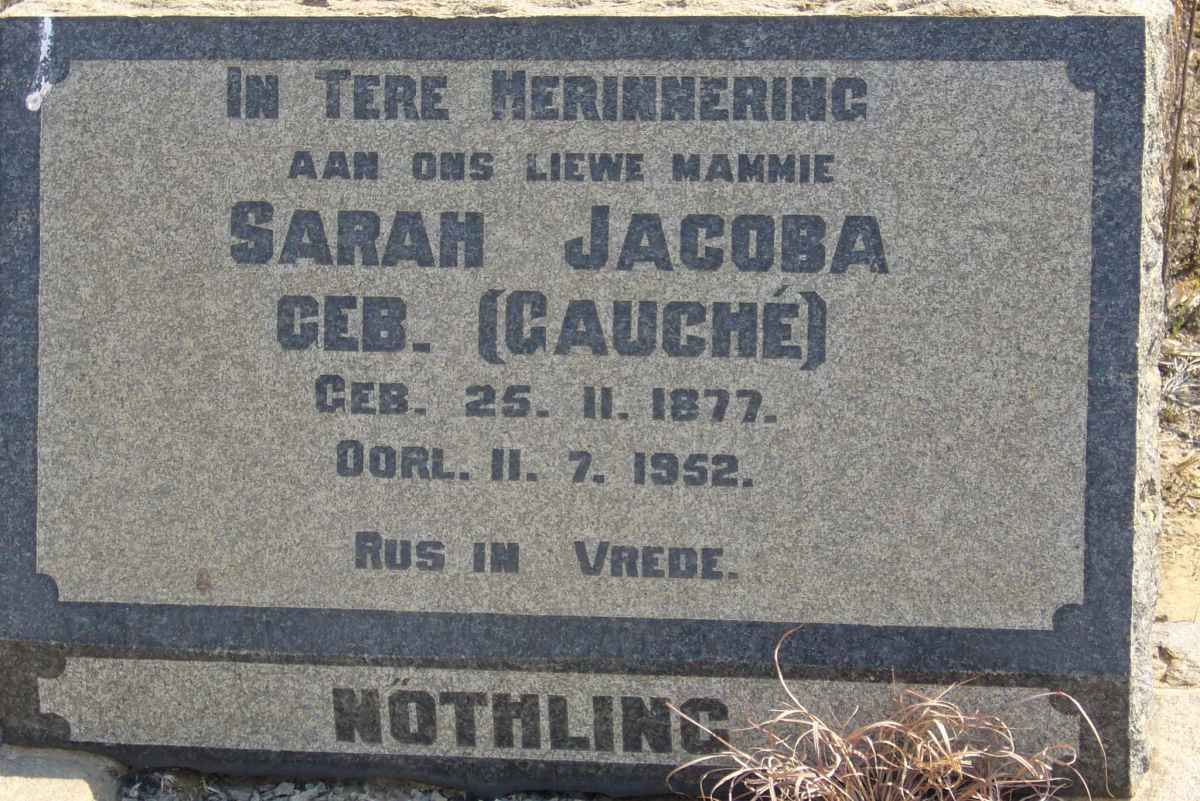 In Tere Herinnering
AAN ONS LIEWE MAMMIE
Sarah Jacoba
GEB. (GAUCHÉ)
GEB. 25. 11. 1877.
OORL. 11. 7. 1952.
Rus in Vrede.
NÖTHLING